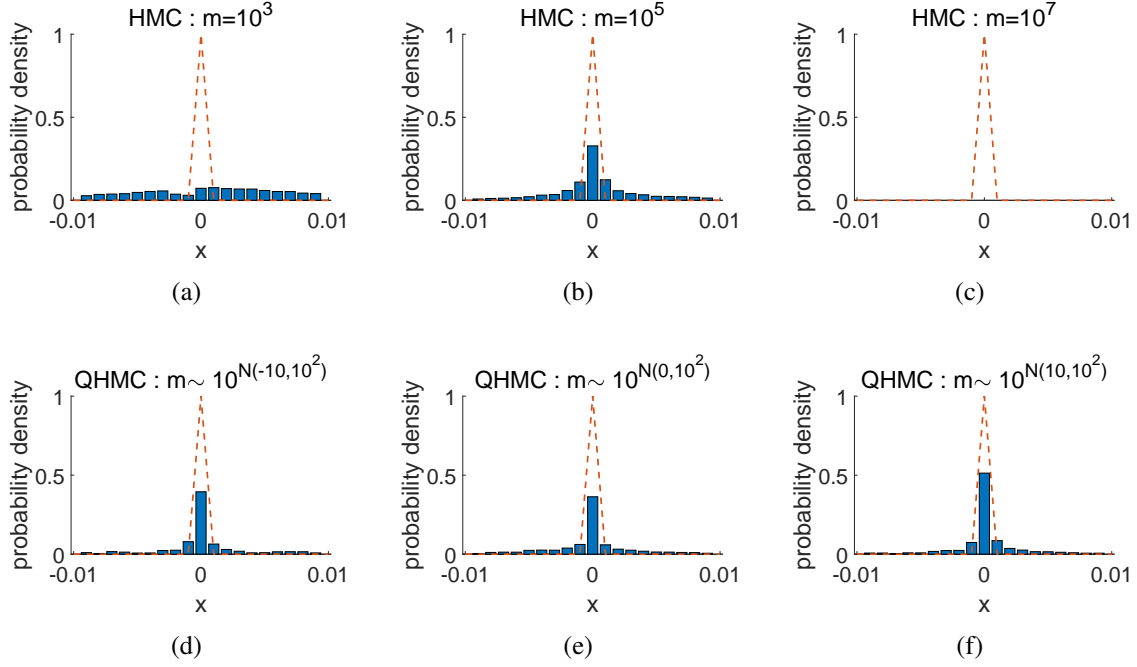 HMC : m=10^3
probability density
1
0.5
0
-0.01
0
0.01
x
(a)
HMC : m=10^5
probability density
1
0.5
0
-0.01
0
0.01
x
(b)
HMC : m=10^7
probability density
1
0.5
0
-0.01
0
0.01
x
(c)
QHMC : m~ 10^N(-10,10^2)
probability density
1
0.5
0
-0.01
0
0.01
x
(d)
QHMC : m~ 10^N(0,10^2)
probability density
1
0.5
0
-0.01
0
0.01
x
(e)
QHMC : m~ 10^N(10,10^2)
probability density
1
0.5
0
-0.01
0
0.01
x
(f)